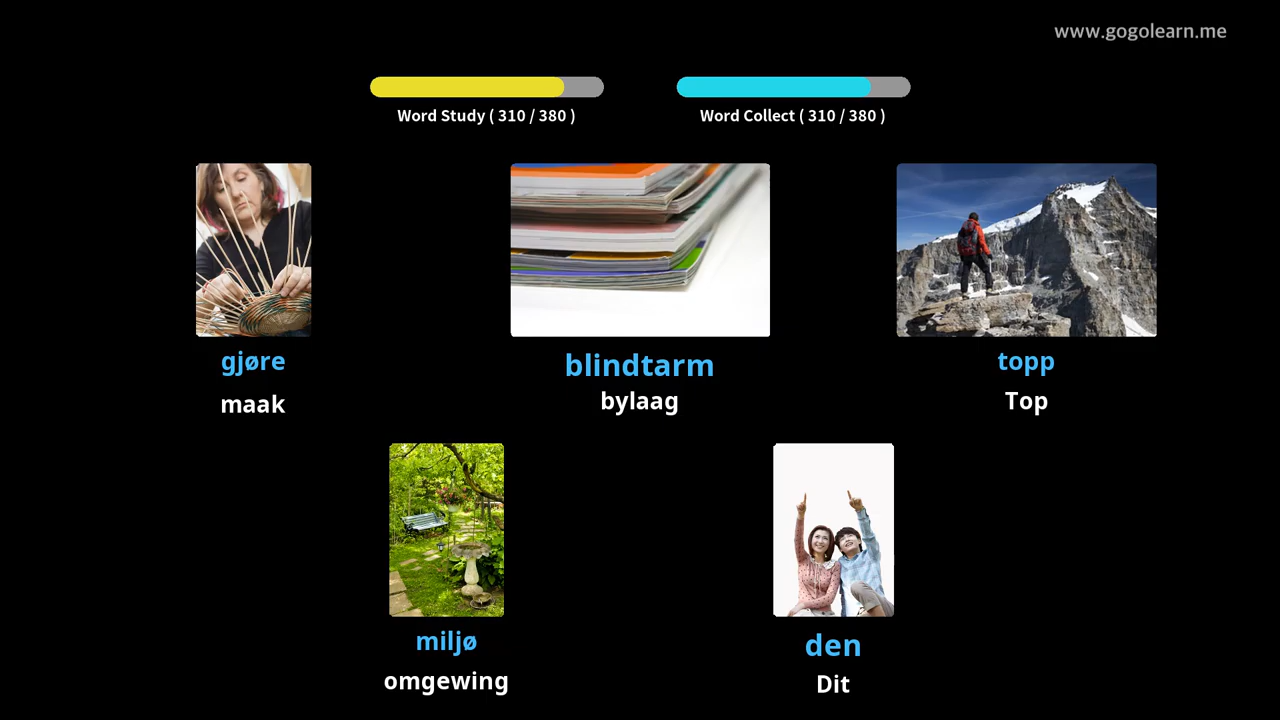 www.gogolearn.me
Word Study ( 310 / 380 )
Word Collect ( 310 / 380 )
gjøre
maak
blindtarm
bylaag
topp
Top
miljø
omgewing
den
Dit